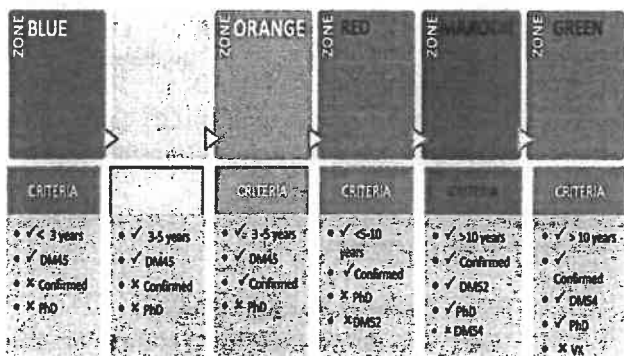 ZONE BLUE
ZONE ORANGE
ZONE RED
ZONE MAROON
ZONE GREEN
CRITERIA
✓ < 3 years
✓ DM45
✗ Confirmed
✗ PhD
✓ 3-5 years
✓ DM45
✗ Confirmed
✗ PhD
CRITERIA
✓ 3-5 years
✓ DM45
✓ Confirmed
✗ PhD
CRITERIA
✓ <5-10
years
✓ Confirmed
✗ PhD
✗ DMS2
CRITERIA
✓ >10 years
✓ Confirmed
✓ DMS2
✓ PhD
✗ DMS4
CRITERIA
✓ > 10 years
✓
Confirmed
✓ DMS4
✓ PhD
✗ VK